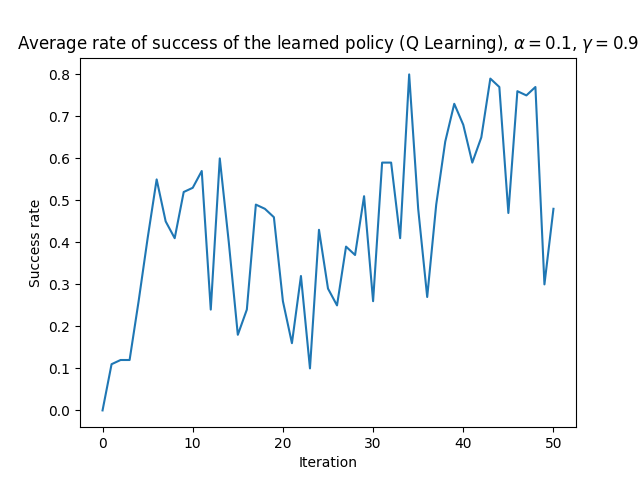 Average rate of success of the learned policy (Q Learning), α = 0.1, γ = 0.9
0.8
0.7
0.6
0.5
0.4
0.3
0.2
0.1
0.0
Success rate
0 10 20 30 40 50
Iteration